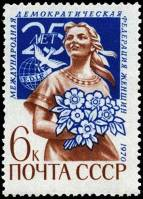 МЕЖДУНАРОДНАЯ
ДЕМОКРАТИЧЕСКАЯ
ФЕДЕРАЦИЯ ЖЕНЩИН
1970
25
ЛЕТ
6к
ПОЧТА СССР